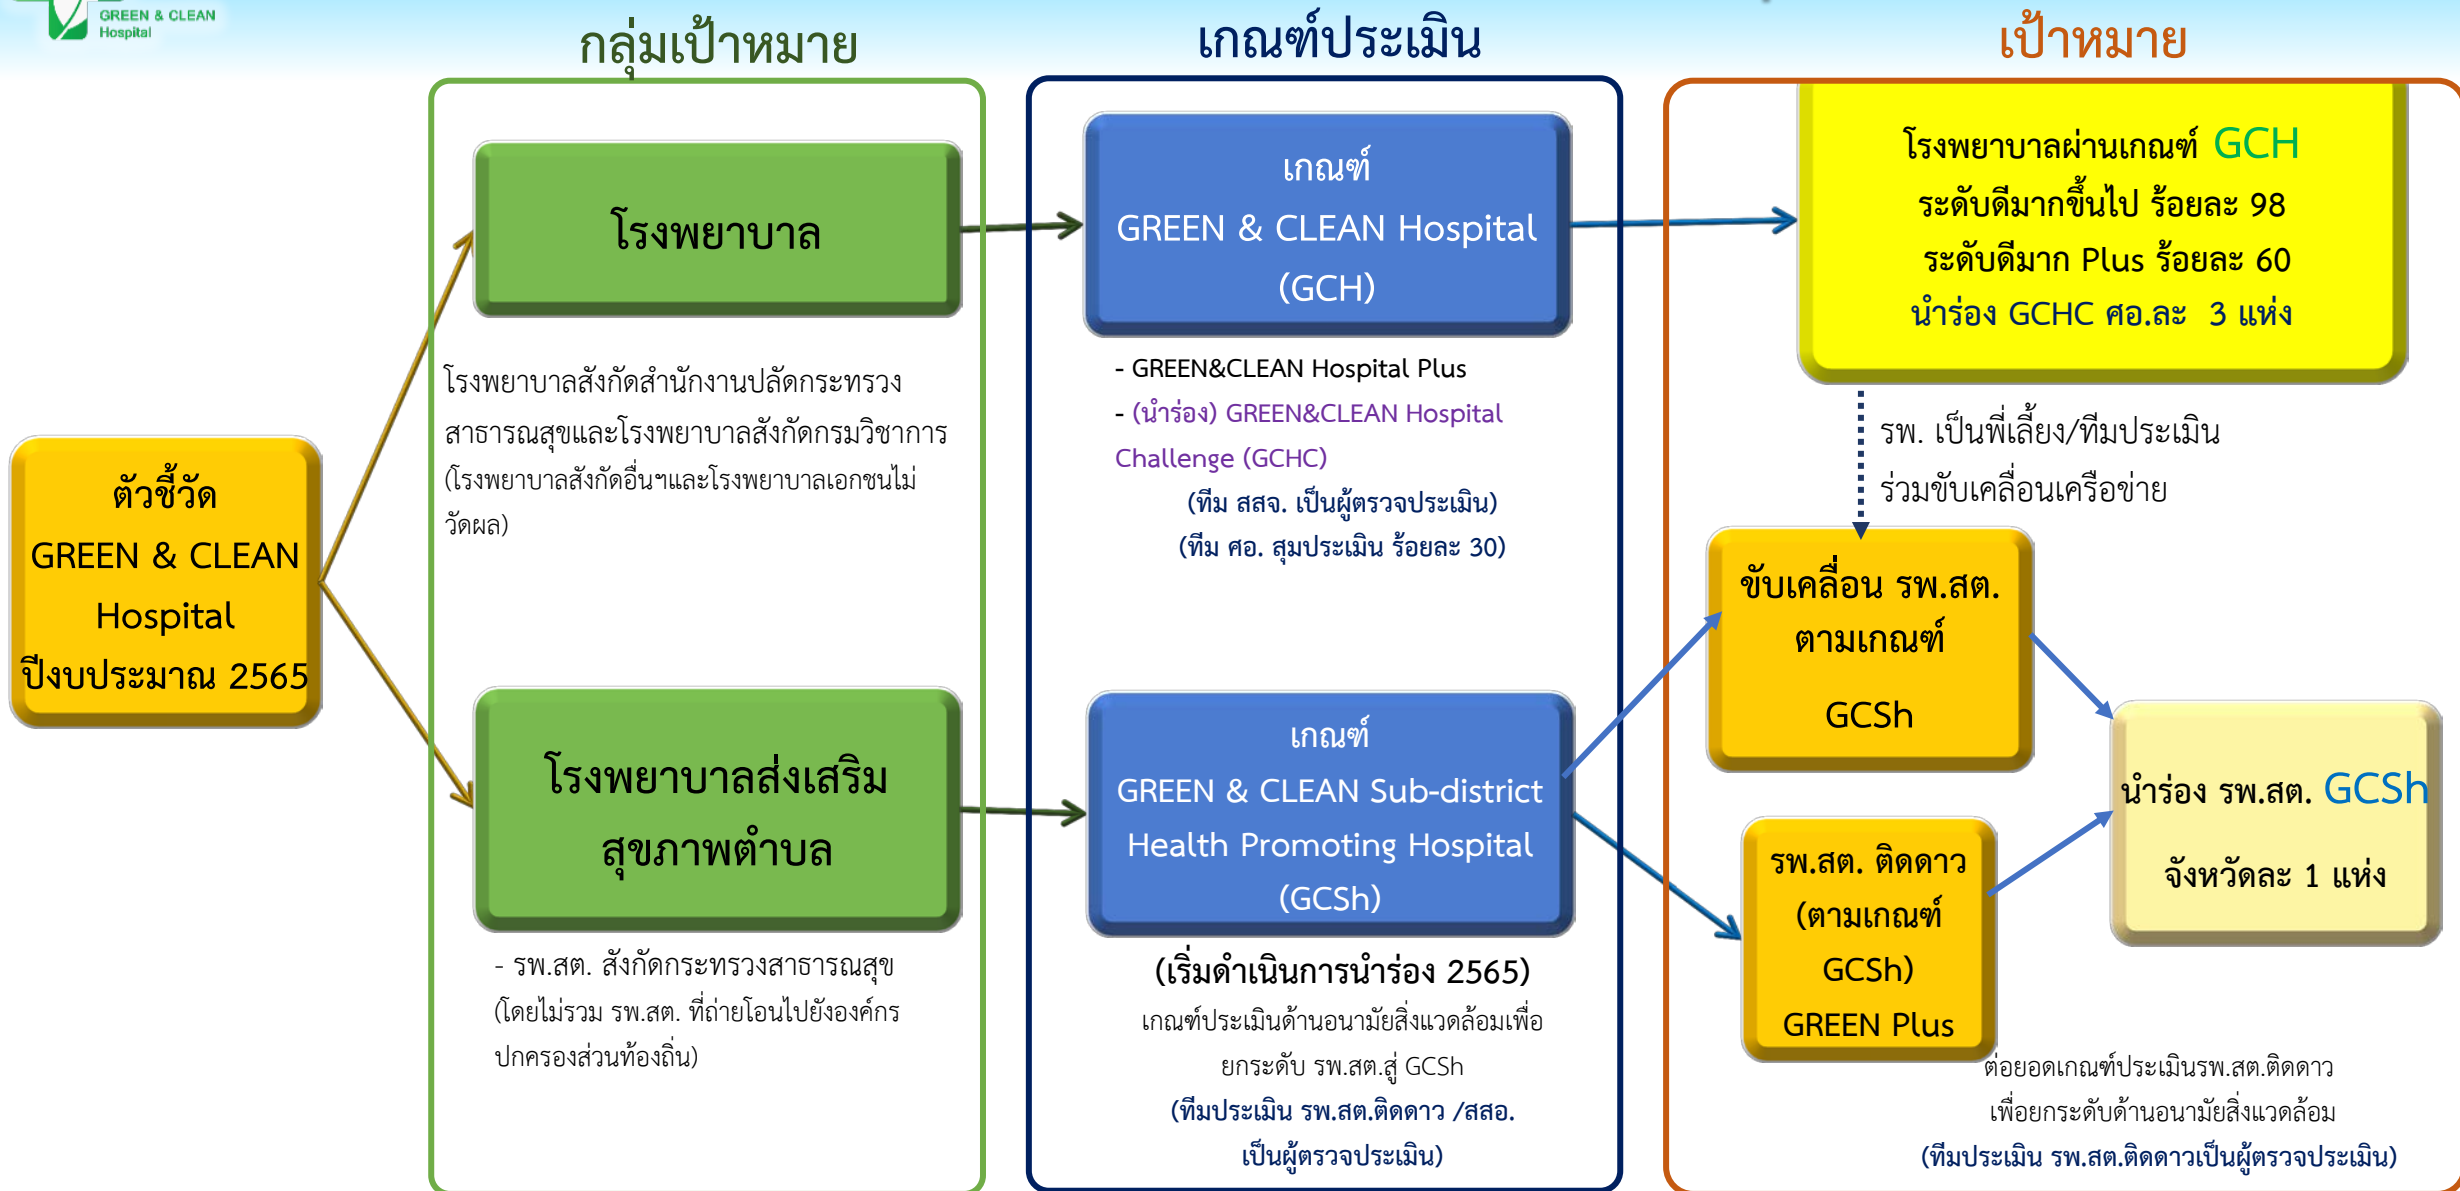 GREEN & CLEAN
Hospital
กลุ่มเป้าหมาย
เกณฑ์ประเมิน
เป้าหมาย
ตัวชี้วัด
GREEN & CLEAN
Hospital
ปีงบประมาณ 2565
โรงพยาบาล
โรงพยาบาลสังกัดสำนักงานปลัดกระทรวง
สาธารณสุขและโรงพยาบาลสังกัดกรมวิชาการ
(โรงพยาบาลสังกัดอื่นฯและโรงพยาบาลเอกชนไม่
วัดผล)
โรงพยาบาลส่งเสริม
สุขภาพตำบล
- รพ.สต. สังกัดกระทรวงสาธารณสุข
(โดยไม่รวม รพ.สต. ที่ถ่ายโอนไปยังองค์กร
ปกครองส่วนท้องถิ่น)
เกณฑ์
GREEN & CLEAN Hospital
(GCH)
- GREEN&CLEAN Hospital Plus
- (นำร่อง) GREEN&CLEAN Hospital
Challenge (GCHC)
(ทีม สสจ. เป็นผู้ตรวจประเมิน)
(ทีม ศอ. สุมประเมิน ร้อยละ 30)
เกณฑ์
GREEN & CLEAN Sub-district
Health Promoting Hospital
(GCSh)
(เริ่มดำเนินการนำร่อง 2565)
เกณฑ์ประเมินด้านอนามัยสิ่งแวดล้อมเพื่อ
ยกระดับ รพ.สต.สู่ GCSh
(ทีมประเมิน รพ.สต.ติดดาว /สสอ.
เป็นผู้ตรวจประเมิน)
โรงพยาบาลผ่านเกณฑ์ GCH
ระดับดีมากขึ้นไป ร้อยละ 98
ระดับดีมาก Plus ร้อยละ 60
นำร่อง GCHC ศอ.ละ 3 แห่ง
รพ. เป็นพี่เลี้ยง/ทีมประเมิน
ร่วมขับเคลื่อนเครือข่าย
ขับเคลื่อน รพ.สต.
ตามเกณฑ์
GCSh
รพ.สต. ติดดาว
(ตามเกณฑ์
GCSh)
GREEN Plus
นำร่อง รพ.สต. GCSh
จังหวัดละ 1 แห่ง
ต่อยอดเกณฑ์ประเมินรพ.สต.ติดดาว
เพื่อยกระดับด้านอนามัยสิ่งแวดล้อม
(ทีมประเมิน รพ.สต.ติดดาวเป็นผู้ตรวจประเมิน)